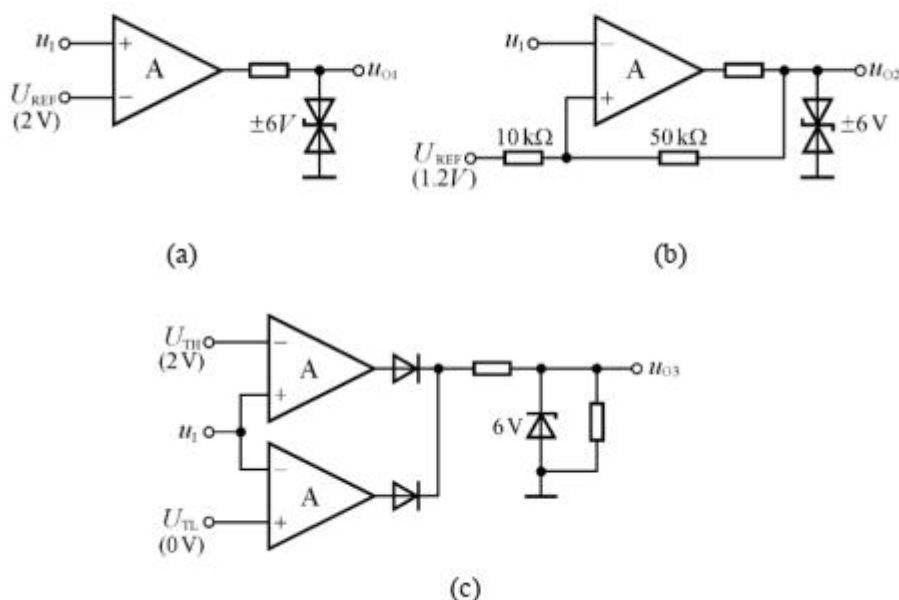 u_I + A − u_O1
U_REF (2 V) ±6V
u_I − A + u_O2
10 kΩ 50 kΩ ±6 V
U_REF (1.2V)
(a) (b)
U_TH (2 V) − A +
u_I 6 V u_O3
− A +
U_TL (0 V)
(c)